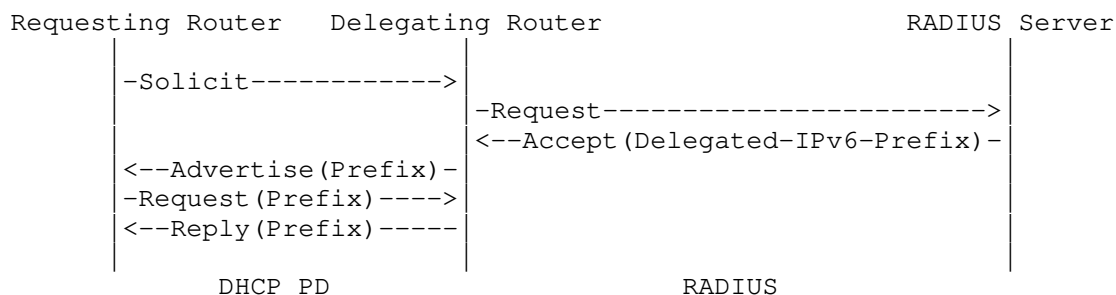 Requesting Router   Delegating Router                   RADIUS Server
-Solicit------------>
-Request------------------------>
<--Accept(Delegated-IPv6-Prefix)-
<--Advertise(Prefix)-
-Request(Prefix)---->
<--Reply(Prefix)-----
DHCP PD                      RADIUS